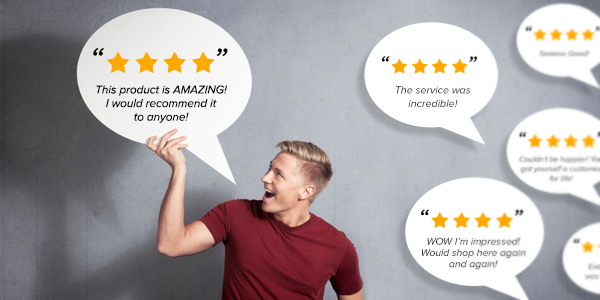 This product is AMAZING!
I would recommend it
to anyone!
The service was
incredible!
Sooooo Good!
Couldn't be happier! You
got yourself a customer
for life!
WOW I'm impressed!
Would shop here again
and again!
was